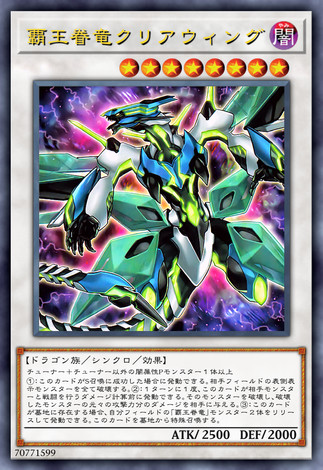 覇王眷竜クリアウィング
闇
やみ
【ドラゴン族／シンクロ／効果】
チューナー＋チューナー以外の闇属性Pモンスター１体以上
①：このカードがS召喚に成功した場合に発動できる。相手フィールドの表側表
示モンスターを全て破壊する。②：１ターンに１度、このカードが相手モンスタ
ーと戦闘を行うダメージ計算前に発動できる。そのモンスターを破壊し、破壊し
たモンスターの元々の攻撃力分のダメージを相手に与える。③：このカード
が墓地に存在する場合、自分フィールドの「覇王眷竜」モンスター２体をリリー
スして発動できる。このカードを墓地から特殊召喚する。
ATK/ 2500 DEF/ 2000
70771599